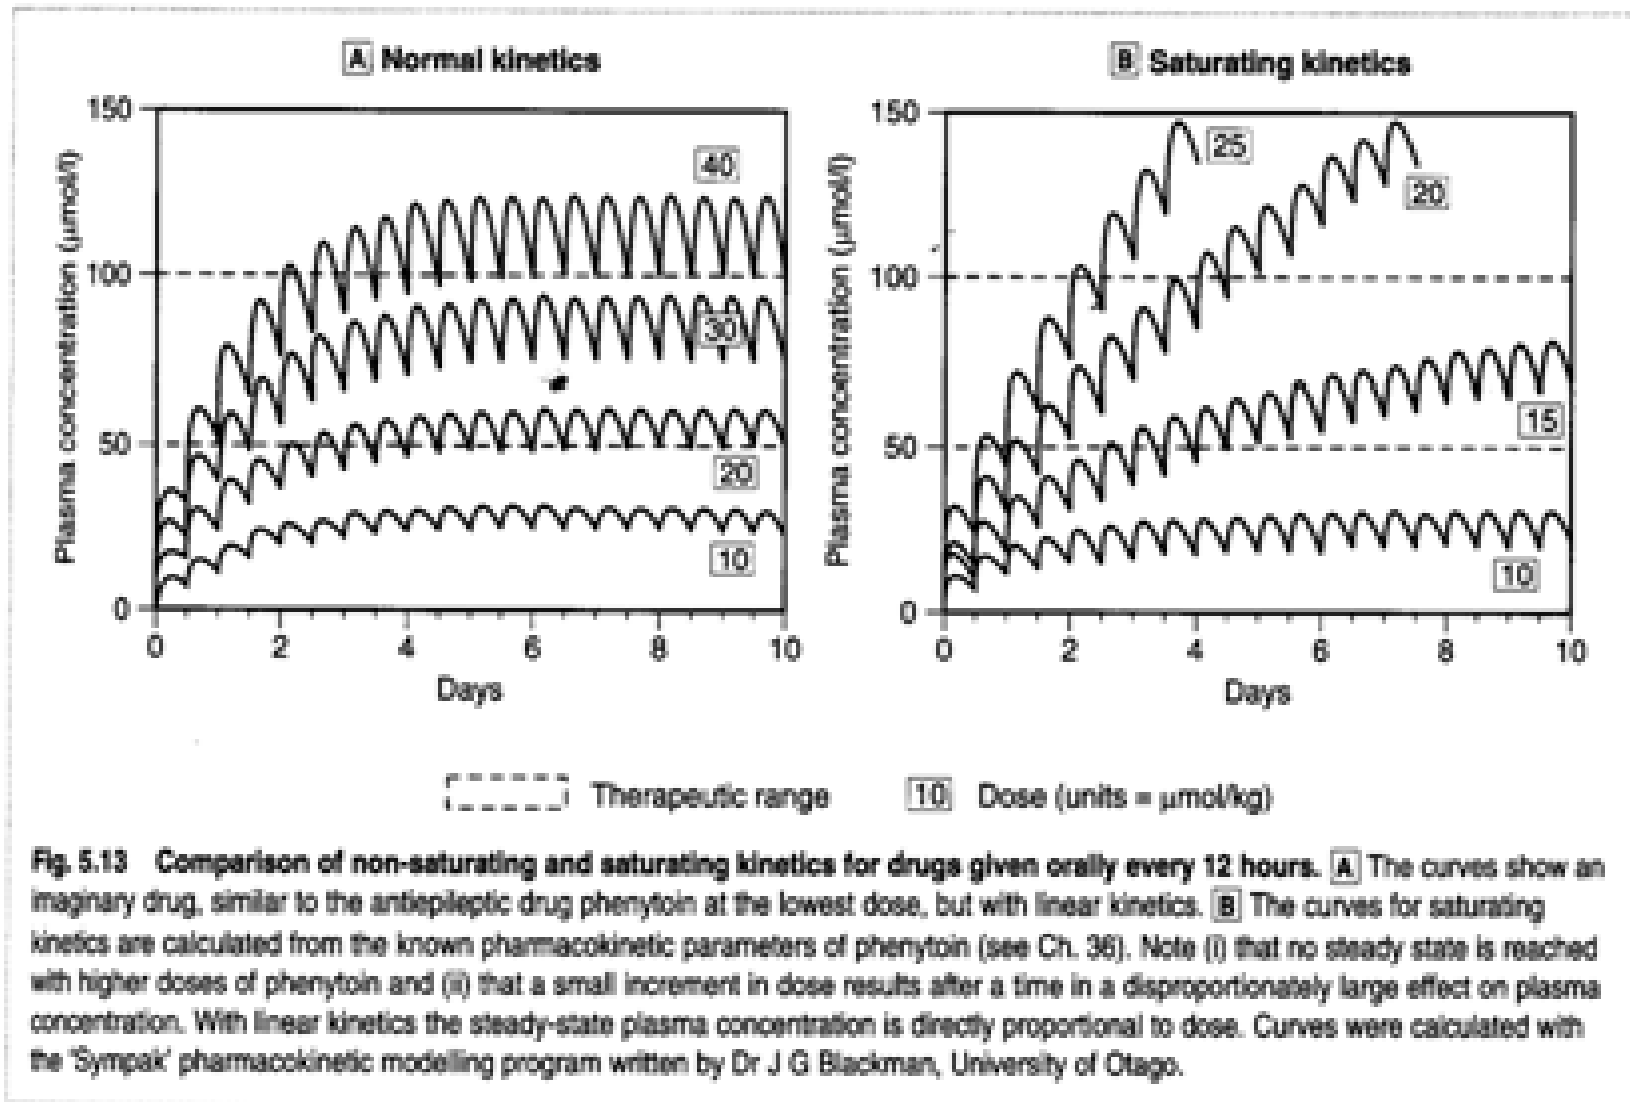 A Normal kinetics
150
100
50
0
Plasma concentration (µmol/l)
40
30
20
10
0 2 4 6 8 10
Days
B Saturating kinetics
150
100
50
0
Plasma concentration (µmol/l)
25
20
15
10
0 2 4 6 8 10
Days
Therapeutic range
10 Dose (units = µmol/kg)
Fig. 5.13 Comparison of non-saturating and saturating kinetics for drugs given orally every 12 hours. A The curves show an
imaginary drug, similar to the antiepileptic drug phenytoin at the lowest dose, but with linear kinetics. B The curves for saturating
kinetics are calculated from the known pharmacokinetic parameters of phenytoin (see Ch. 36). Note (i) that no steady state is reached
with higher doses of phenytoin and (ii) that a small increment in dose results after a time in a disproportionately large effect on plasma
concentration. With linear kinetics the steady-state plasma concentration is directly proportional to dose. Curves were calculated with
the 'Sympak' pharmacokinetic modelling program written by Dr J G Blackman, University of Otago.